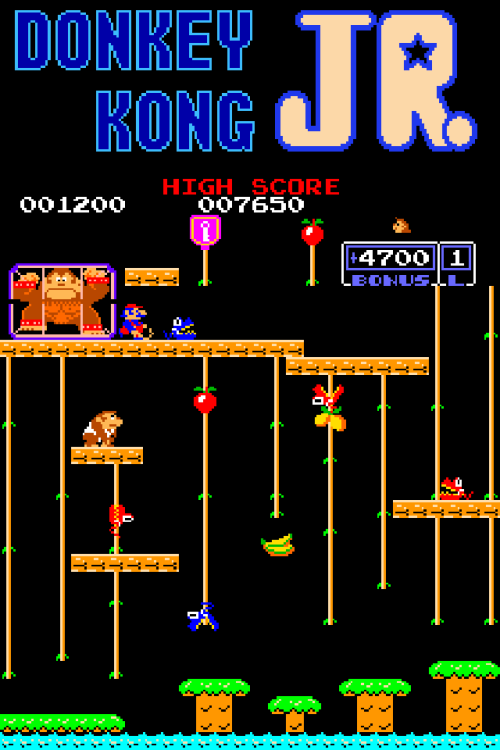 DONKEY JR.
KONG
HIGH SCORE
001200 007650
4700 1
BONUS L